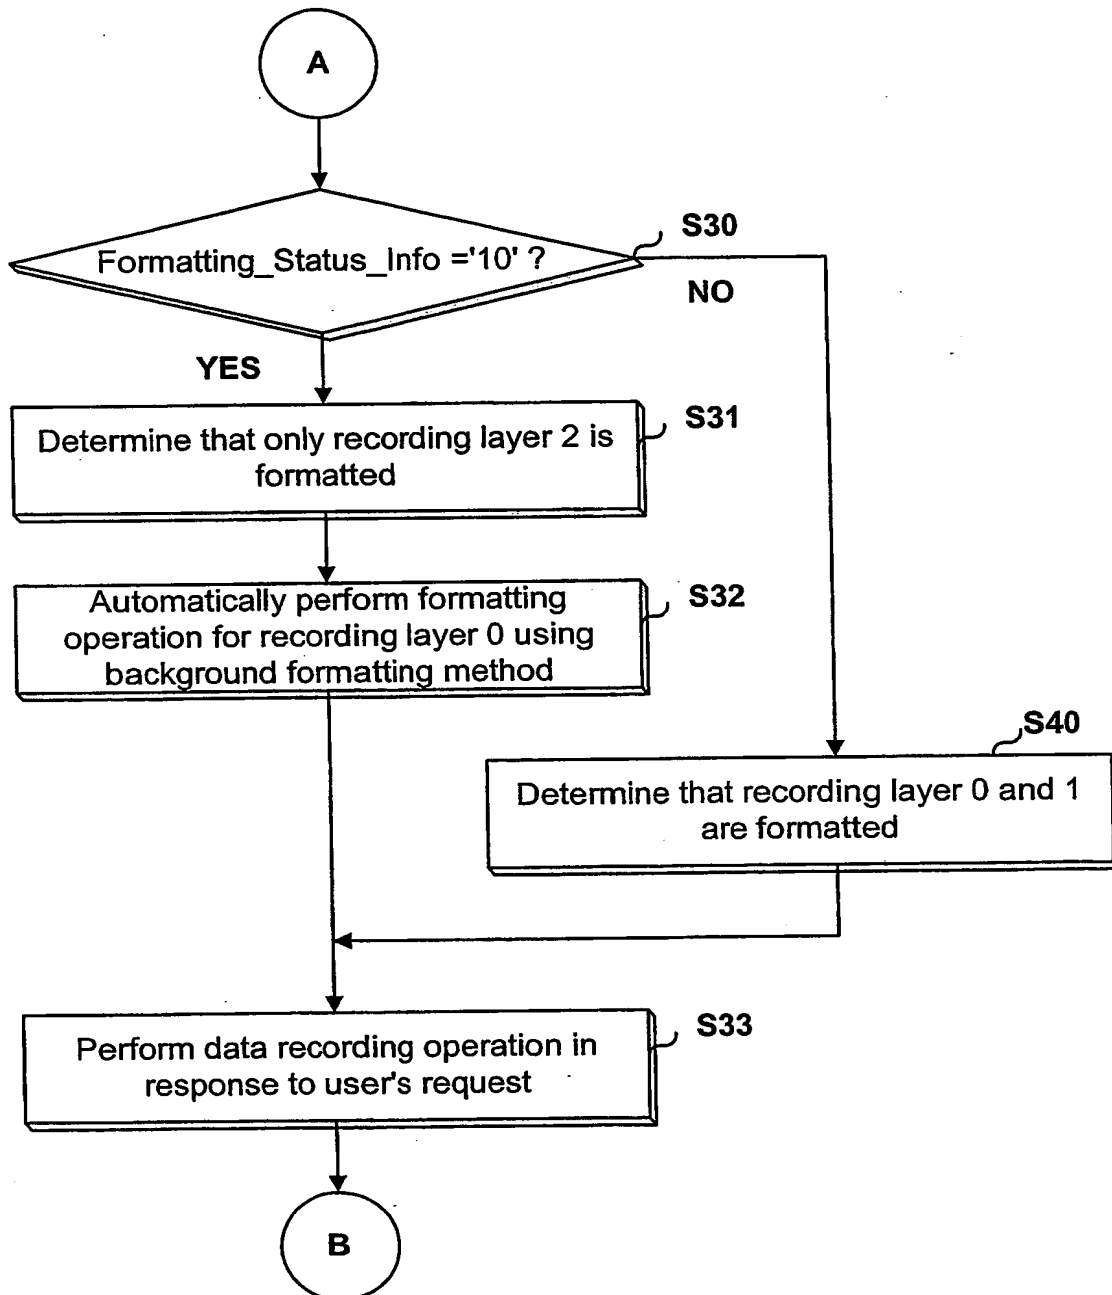 A
Formatting_Status_Info ='10' ?
S30
NO
YES
Determine that only recording layer 2 is
formatted
S31
Automatically perform formatting
operation for recording layer 0 using
background formatting method
S32
S40
Determine that recording layer 0 and 1
are formatted
Perform data recording operation in
response to user's request
S33
B